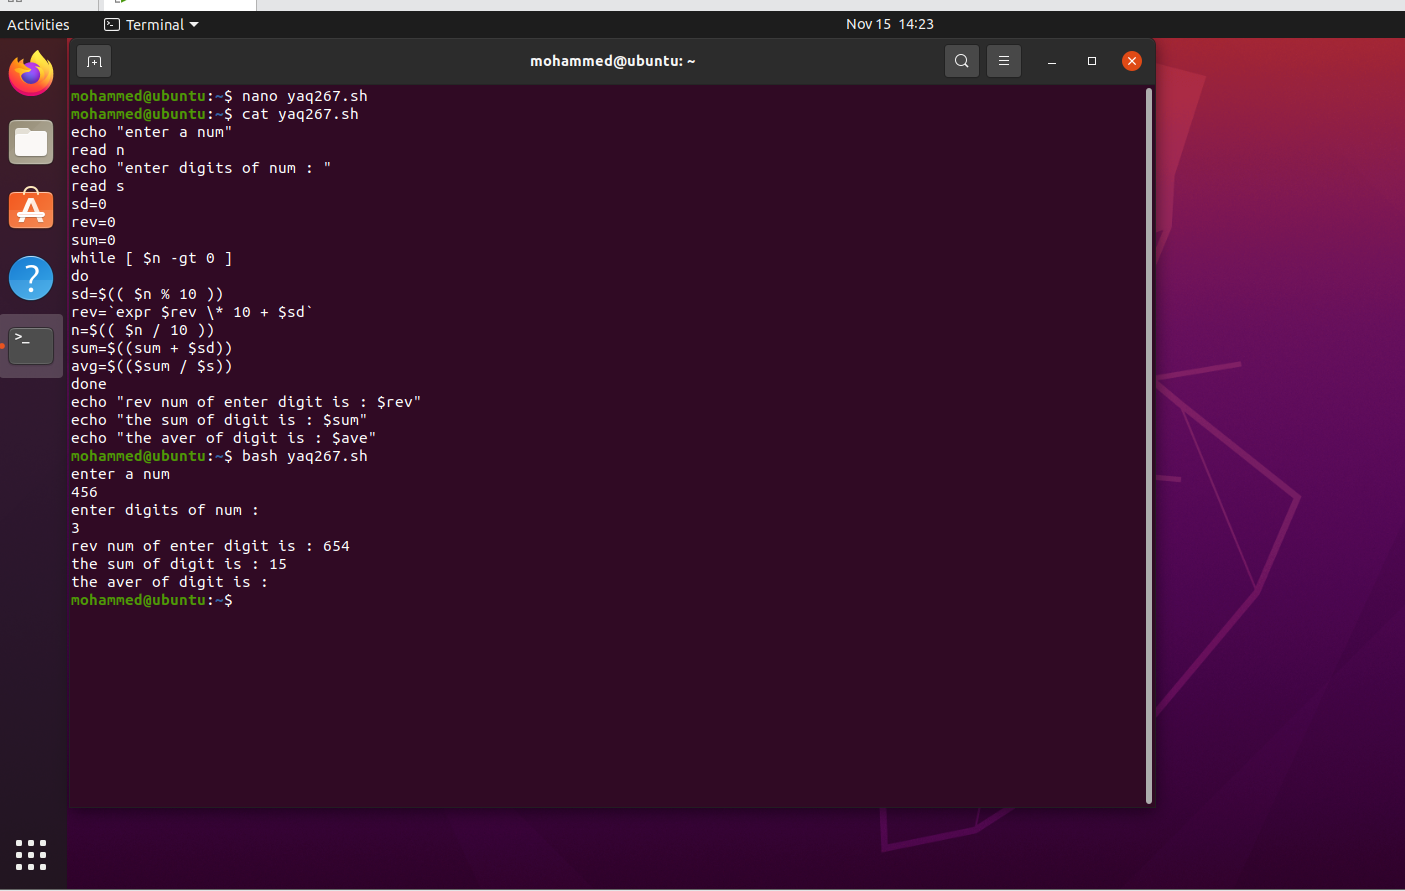 Activities
Terminal
Nov 15 14:23
mohammed@ubuntu: ~
mohammed@ubuntu:~$ nano yaq267.sh
mohammed@ubuntu:~$ cat yaq267.sh
echo "enter a num"
read n
echo "enter digits of num : "
read s
sd=0
rev=0
sum=0
while [ $n -gt 0 ]
do
sd=$(( $n % 10 ))
rev=`expr $rev \* 10 + $sd`
n=$(( $n / 10 ))
sum=$((sum + $sd))
avg=$(($sum / $s))
done
echo "rev num of enter digit is : $rev"
echo "the sum of digit is : $sum"
echo "the aver of digit is : $ave"
mohammed@ubuntu:~$ bash yaq267.sh
enter a num
456
enter digits of num :
3
rev num of enter digit is : 654
the sum of digit is : 15
the aver of digit is :
mohammed@ubuntu:~$